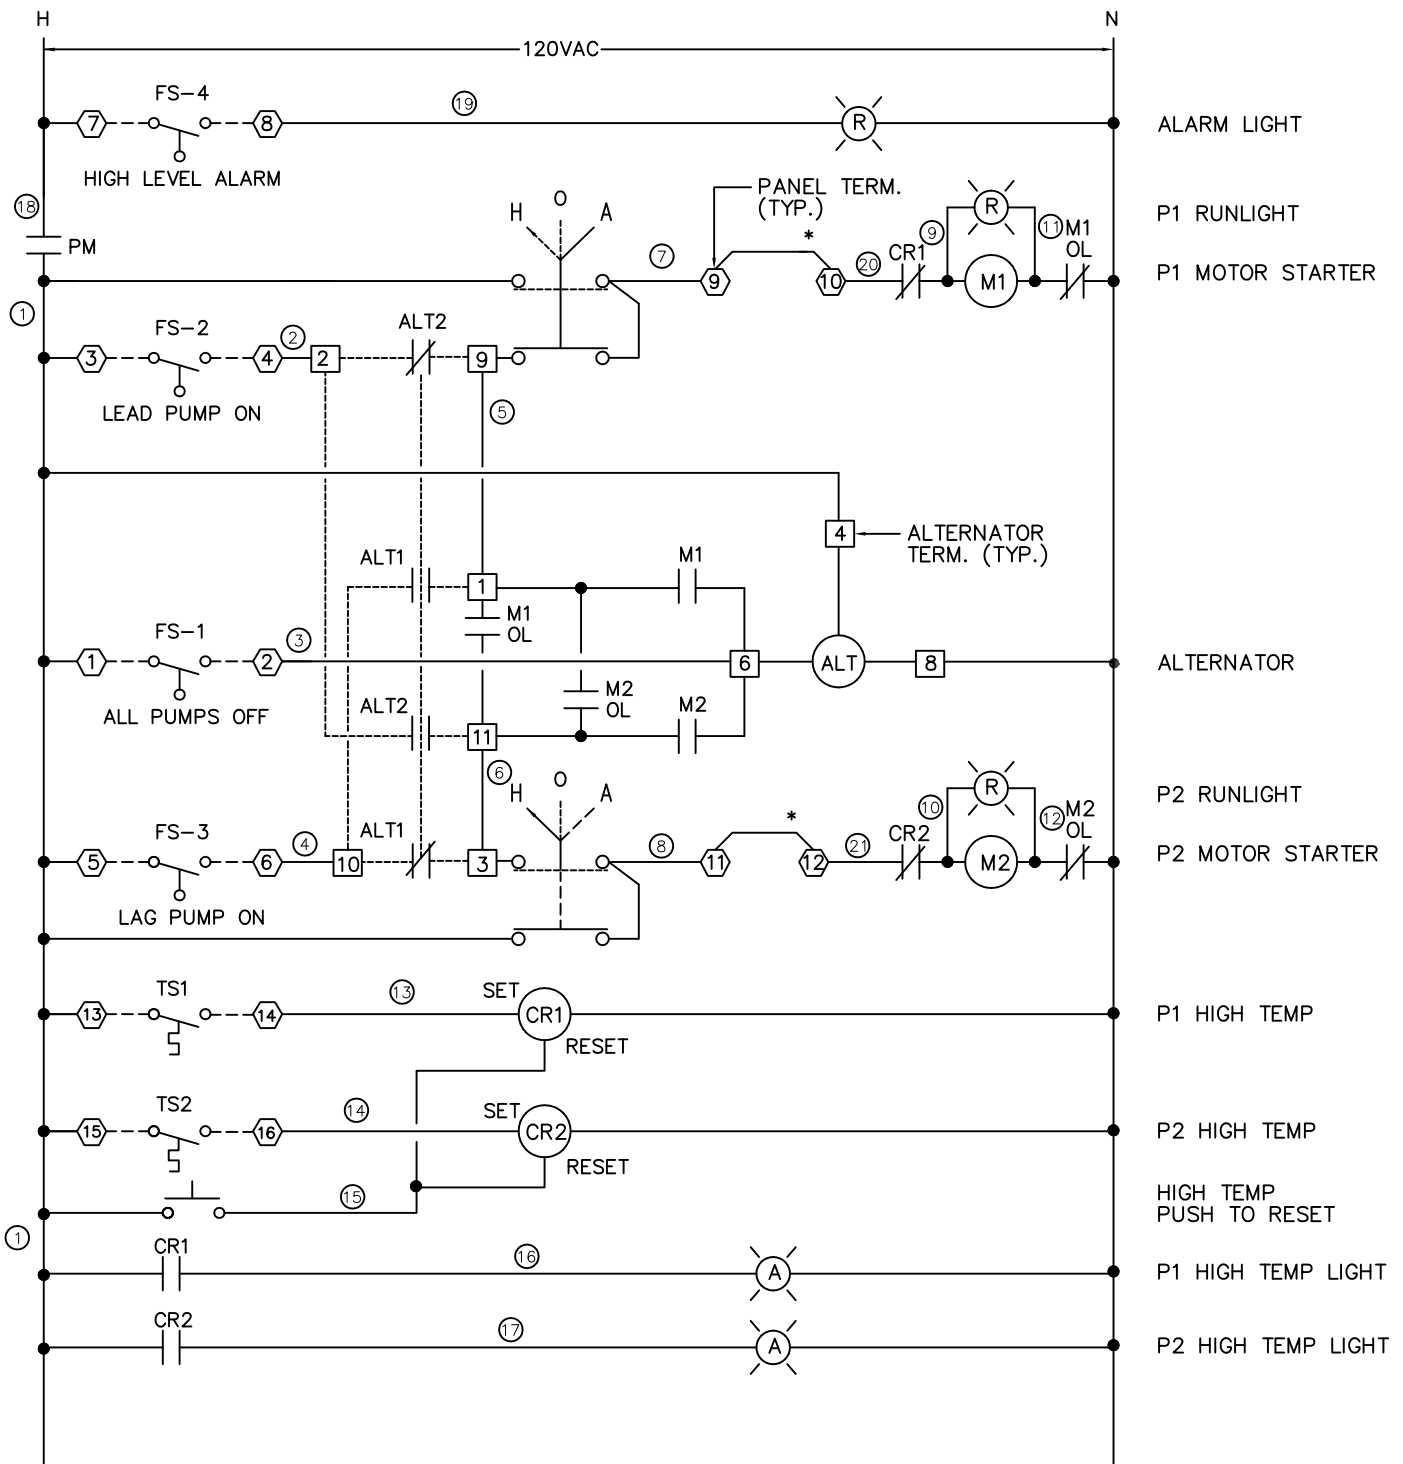 H
N
120VAC
FS-4
19
7
8
R
ALARM LIGHT
HIGH LEVEL ALARM
18
PM
H
O
A
PANEL TERM.
(TYP.)
*
R
P1 RUNLIGHT
7
9
10
20
CR1
9
M1
11
M1
OL
P1 MOTOR STARTER
1
FS-2
2
ALT2
3
4
2
9
LEAD PUMP ON
5
4
ALTERNATOR
TERM. (TYP.)
ALT1
1
M1
M1
OL
FS-1
3
1
2
6
ALT
8
ALTERNATOR
ALL PUMPS OFF
M2
OL
ALT2
M2
11
6
H
O
A
*
R
P2 RUNLIGHT
FS-3
4
ALT1
5
6
10
3
8
11
12
21
CR2
10
M2
12
M2
OL
P2 MOTOR STARTER
LAG PUMP ON
TS1
13
13
14
SET
CR1
RESET
P1 HIGH TEMP
TS2
14
15
16
SET
CR2
RESET
P2 HIGH TEMP
15
HIGH TEMP
PUSH TO RESET
1
CR1
16
A
P1 HIGH TEMP LIGHT
CR2
17
A
P2 HIGH TEMP LIGHT